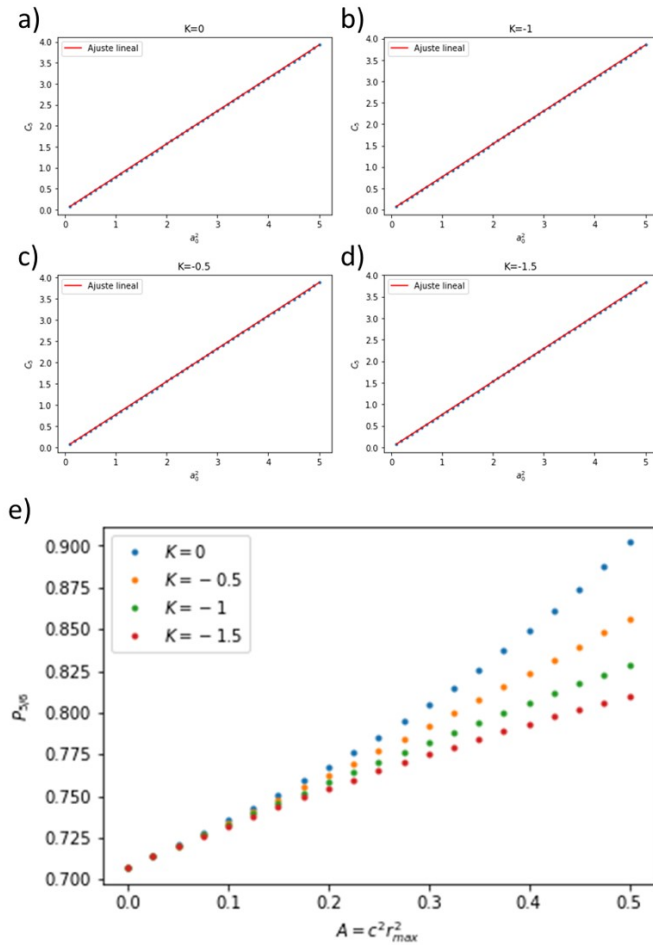 a)
K=0
Ajuste lineal
C₅
4.0
3.5
3.0
2.5
2.0
1.5
1.0
0.5
0.0
0 1 2 3 4 5
a₀²
b)
K=-1
Ajuste lineal
C₅
4.0
3.5
3.0
2.5
2.0
1.5
1.0
0.5
0.0
0 1 2 3 4 5
a₀²
c)
K=-0.5
Ajuste lineal
C₅
4.0
3.5
3.0
2.5
2.0
1.5
1.0
0.5
0.0
0 1 2 3 4 5
a₀²
d)
K=-1.5
Ajuste lineal
C₅
4.0
3.5
3.0
2.5
2.0
1.5
1.0
0.5
0.0
0 1 2 3 4 5
a₀²
e)
K = 0
K = −0.5
K = −1
K = −1.5
P₅/₆
0.900
0.875
0.850
0.825
0.800
0.775
0.750
0.725
0.700
0.0 0.1 0.2 0.3 0.4 0.5
A = c²r²max